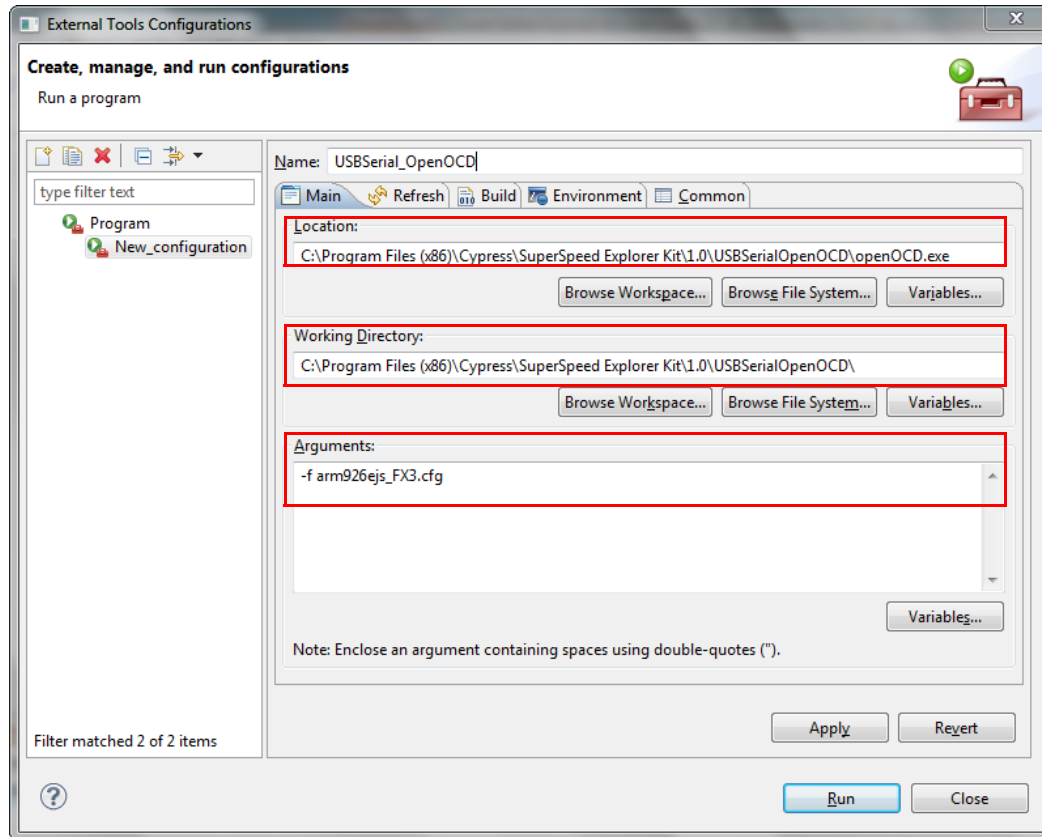 External Tools Configurations
Create, manage, and run configurations
Run a program
Name: USBSerial_OpenOCD
type filter text
Program
New_configuration
Filter matched 2 of 2 items
Main Refresh Build Environment Common
Location:
C:\Program Files (x86)\Cypress\SuperSpeed Explorer Kit\1.0\USBSerialOpenOCD\openOCD.exe
Browse Workspace... Browse File System... Variables...
Working Directory:
C:\Program Files (x86)\Cypress\SuperSpeed Explorer Kit\1.0\USBSerialOpenOCD\
Browse Workspace... Browse File System... Variables...
Arguments:
-f arm926ejs_FX3.cfg
Variables...
Note: Enclose an argument containing spaces using double-quotes (").
Apply Revert
Run Close